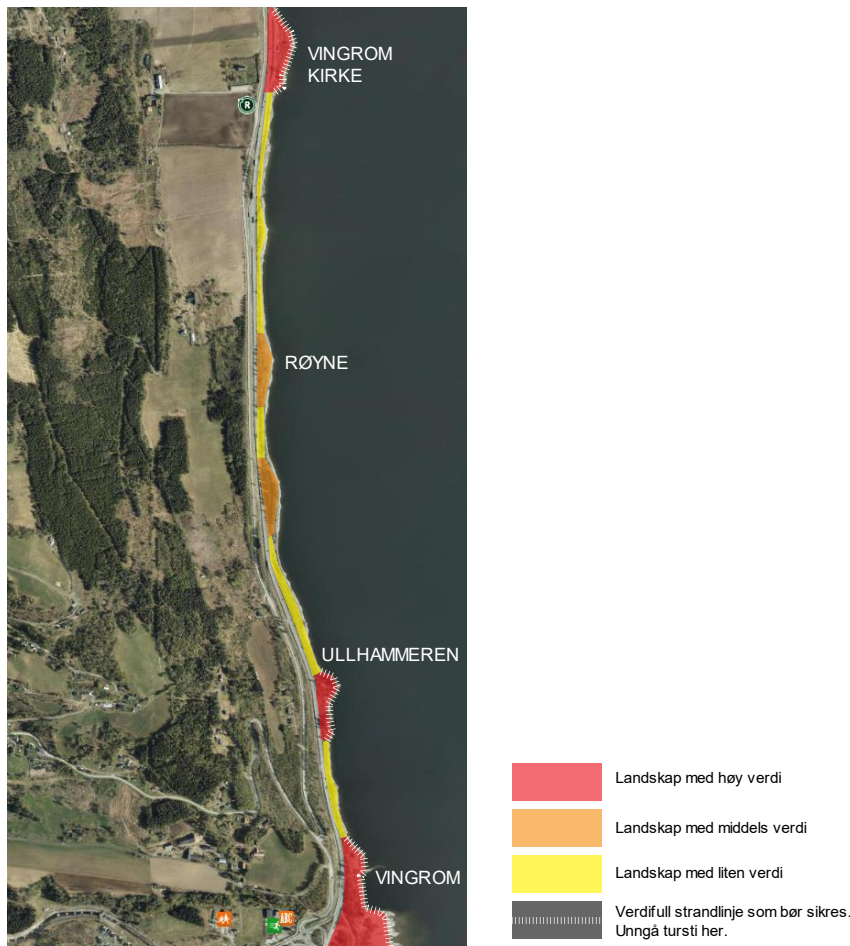 VINGROM
KIRKE
R
RØYNE
ULLHAMMEREN
VINGROM
ABC
Landskap med høy verdi
Landskap med middels verdi
Landskap med liten verdi
Verdifull strandlinje som bør sikres.
Unngå tursti her.